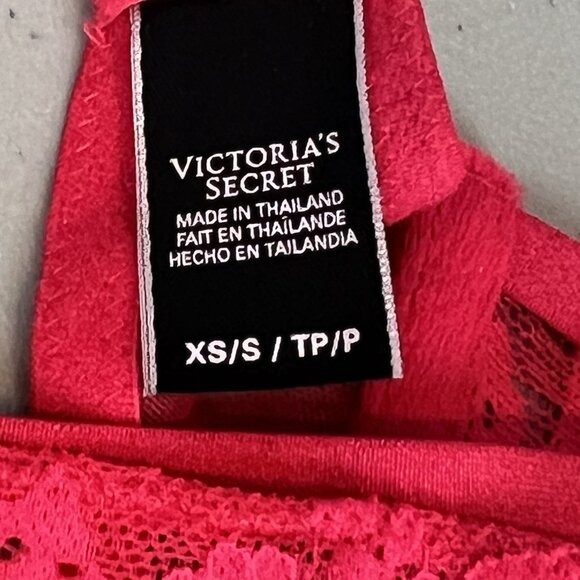 VICTORIA'S
SECRET
MADE IN THAILAND
FAIT EN THAÏLANDE
HECHO EN TAILANDIA
XS/S / TP/P